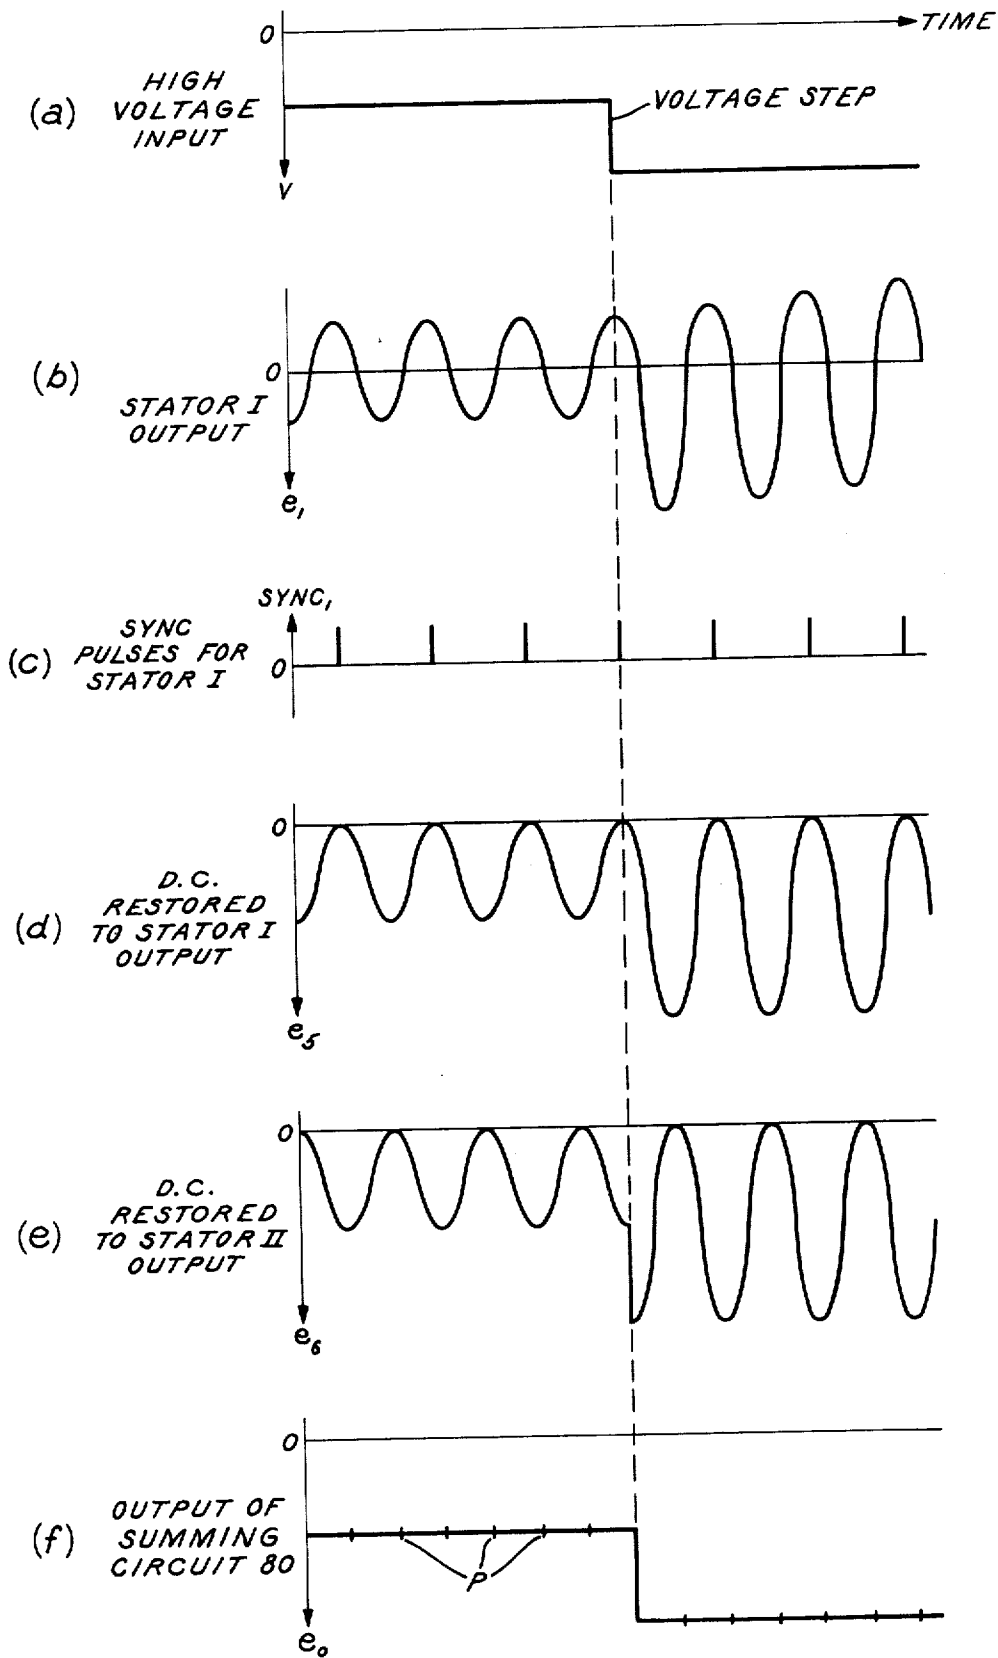 0
TIME
(a)
HIGH
VOLTAGE
INPUT
VOLTAGE STEP
V
(b)
0
STATOR I
OUTPUT
e₁
(c)
SYNC₁
SYNC
PULSES FOR
STATOR I
0
(d)
0
D.C.
RESTORED
TO STATOR I
OUTPUT
e₅
(e)
0
D.C.
RESTORED
TO STATOR II
OUTPUT
e₆
(f)
0
OUTPUT OF
SUMMING
CIRCUIT 80
P
e₀